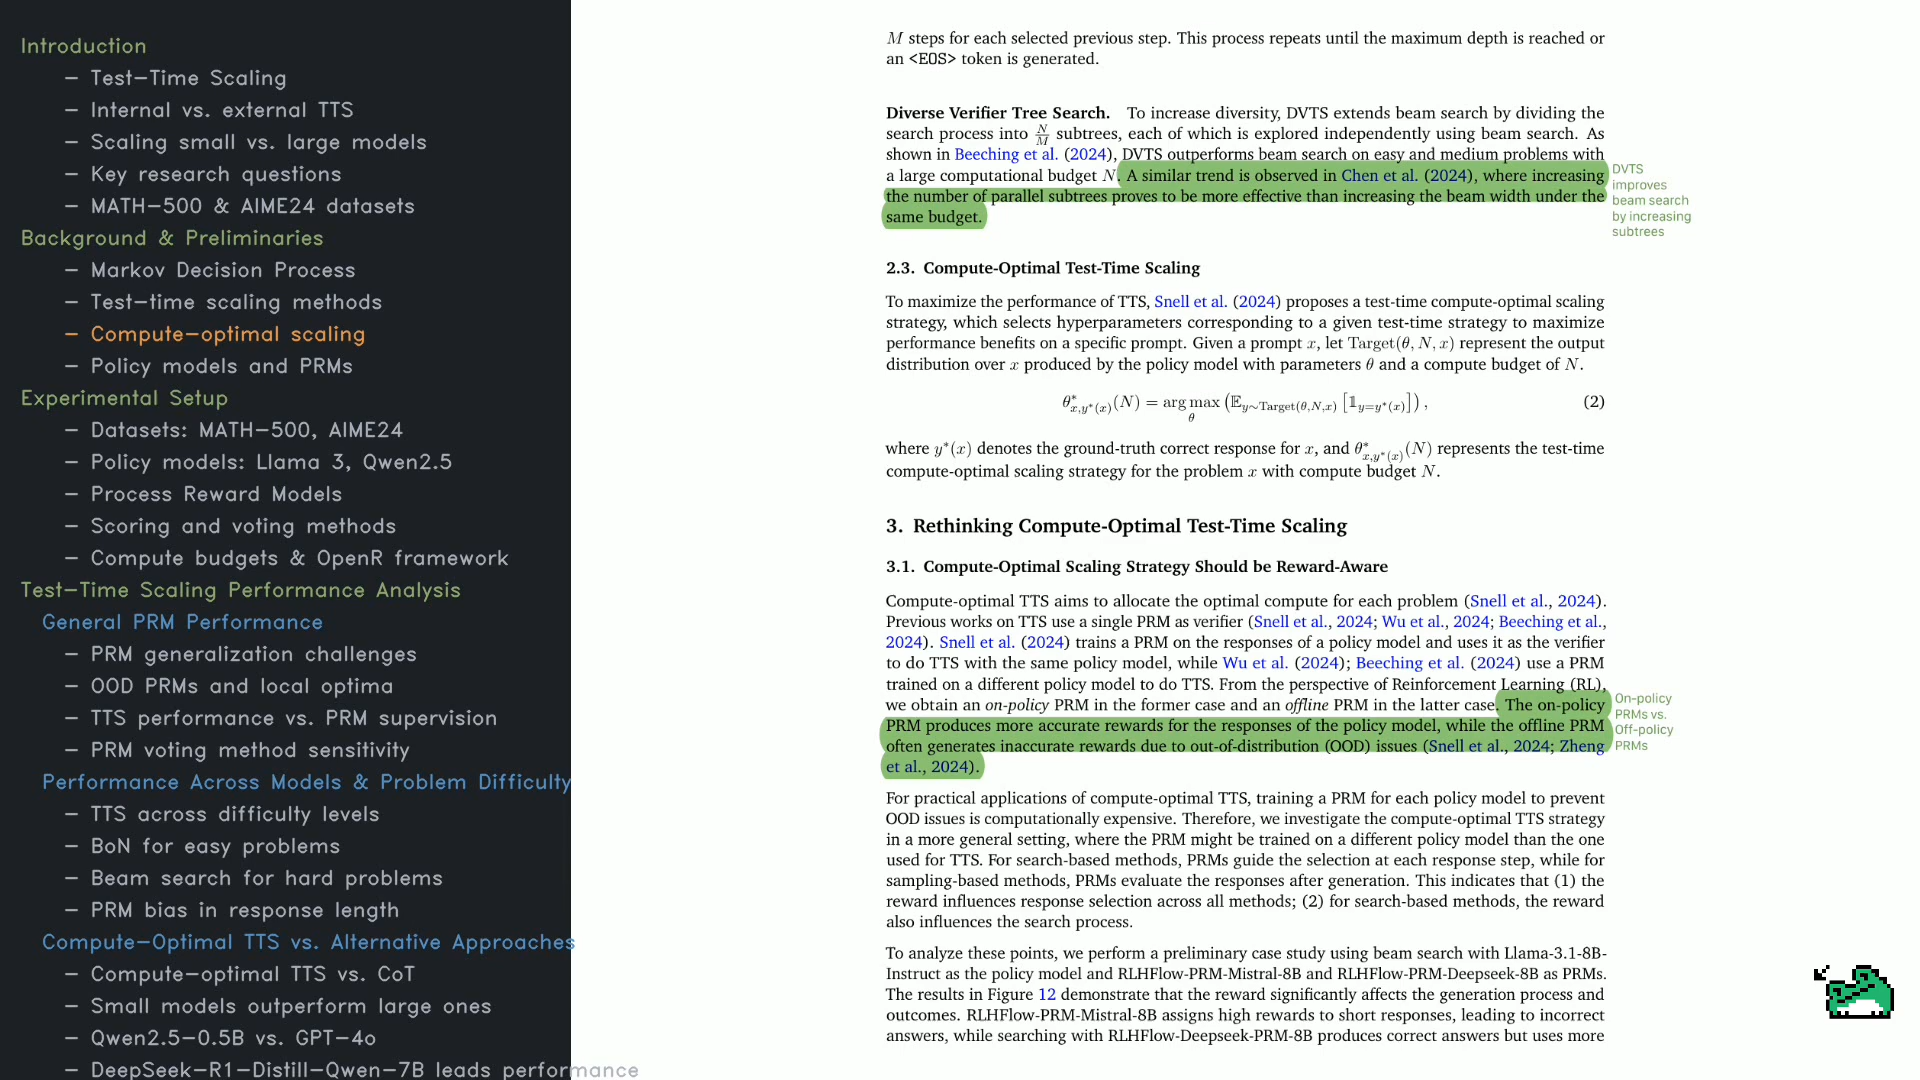 Introduction
– Test-Time Scaling
– Internal vs. external TTS
– Scaling small vs. large models
– Key research questions
– MATH-500 & AIME24 datasets
Background & Preliminaries
– Markov Decision Process
– Test-time scaling methods
– Compute-optimal scaling
– Policy models and PRMs
Experimental Setup
– Datasets: MATH-500, AIME24
– Policy models: Llama 3, Qwen2.5
– Process Reward Models
– Scoring and voting methods
– Compute budgets & OpenR framework
Test-Time Scaling Performance Analysis
General PRM Performance
– PRM generalization challenges
– OOD PRMs and local optima
– TTS performance vs. PRM supervision
– PRM voting method sensitivity
Performance Across Models & Problem Difficulty
– TTS across difficulty levels
– BoN for easy problems
– Beam search for hard problems
– PRM bias in response length
Compute-Optimal TTS vs. Alternative Approaches
– Compute-optimal TTS vs. CoT
– Small models outperform large ones
– Qwen2.5-0.5B vs. GPT-4o
– DeepSeek-R1-Distill-Qwen-7B leads performance
M steps for each selected previous step. This process repeats until the maximum depth is reached or
an <EOS> token is generated.
Diverse Verifier Tree Search. To increase diversity, DVTS extends beam search by dividing the
search process into N/M subtrees, each of which is explored independently using beam search. As
shown in Beeching et al. (2024), DVTS outperforms beam search on easy and medium problems with
a large computational budget N. A similar trend is observed in Chen et al. (2024), where increasing
the number of parallel subtrees proves to be more effective than increasing the beam width under the
same budget.
DVTS
improves
beam search
by increasing
subtrees
2.3. Compute-Optimal Test-Time Scaling
To maximize the performance of TTS, Snell et al. (2024) proposes a test-time compute-optimal scaling
strategy, which selects hyperparameters corresponding to a given test-time strategy to maximize
performance benefits on a specific prompt. Given a prompt x, let Target(θ, N, x) represent the output
distribution over x produced by the policy model with parameters θ and a compute budget of N.
θ*x,y*(x)(N) = arg max θ (𝔼y∼Target(θ,N,x) [𝟙y=y*(x)]), (2)
where y*(x) denotes the ground-truth correct response for x, and θ*x,y*(x)(N) represents the test-time
compute-optimal scaling strategy for the problem x with compute budget N.
3. Rethinking Compute-Optimal Test-Time Scaling
3.1. Compute-Optimal Scaling Strategy Should be Reward-Aware
Compute-optimal TTS aims to allocate the optimal compute for each problem (Snell et al., 2024).
Previous works on TTS use a single PRM as verifier (Snell et al., 2024; Wu et al., 2024; Beeching et al.,
2024). Snell et al. (2024) trains a PRM on the responses of a policy model and uses it as the verifier
to do TTS with the same policy model, while Wu et al. (2024); Beeching et al. (2024) use a PRM
trained on a different policy model to do TTS. From the perspective of Reinforcement Learning (RL),
we obtain an on-policy PRM in the former case and an offline PRM in the latter case. The on-policy
PRM produces more accurate rewards for the responses of the policy model, while the offline PRM
often generates inaccurate rewards due to out-of-distribution (OOD) issues (Snell et al., 2024; Zheng
et al., 2024).
On-policy
PRMs vs.
Off-policy
PRMs
For practical applications of compute-optimal TTS, training a PRM for each policy model to prevent
OOD issues is computationally expensive. Therefore, we investigate the compute-optimal TTS strategy
in a more general setting, where the PRM might be trained on a different policy model than the one
used for TTS. For search-based methods, PRMs guide the selection at each response step, while for
sampling-based methods, PRMs evaluate the responses after generation. This indicates that (1) the
reward influences response selection across all methods; (2) for search-based methods, the reward
also influences the search process.
To analyze these points, we perform a preliminary case study using beam search with Llama-3.1-8B-
Instruct as the policy model and RLHFlow-PRM-Mistral-8B and RLHFlow-PRM-Deepseek-8B as PRMs.
The results in Figure 12 demonstrate that the reward significantly affects the generation process and
outcomes. RLHFlow-PRM-Mistral-8B assigns high rewards to short responses, leading to incorrect
answers, while searching with RLHFlow-Deepseek-PRM-8B produces correct answers but uses more